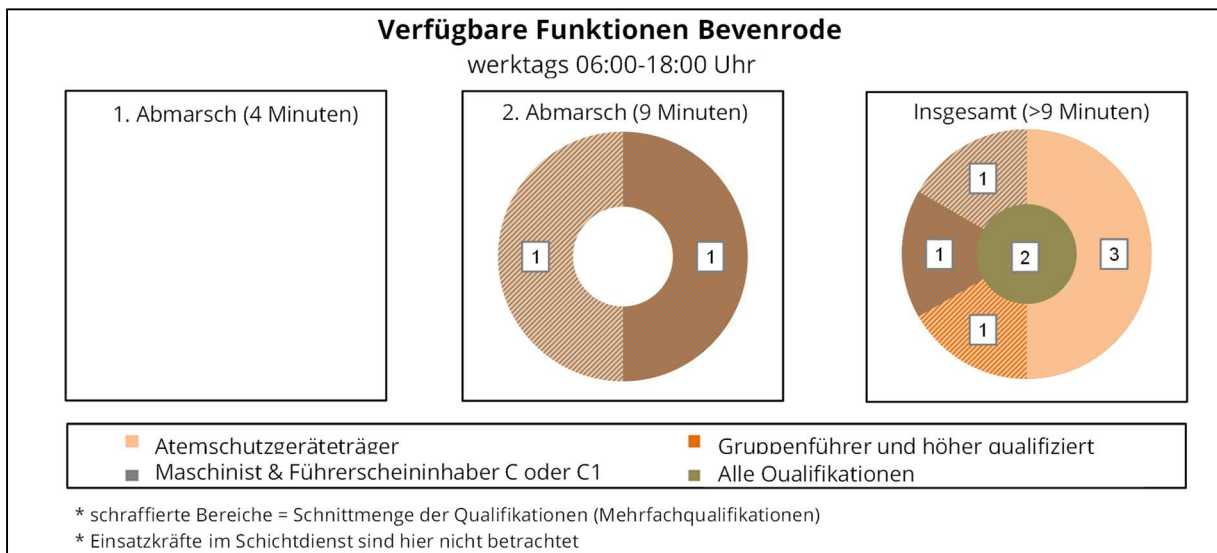 Verfügbare Funktionen Bevenrode
werktags 06:00-18:00 Uhr
1. Abmarsch (4 Minuten)
2. Abmarsch (9 Minuten)
1
1
Insgesamt (>9 Minuten)
1
1
2
3
1
Atemschutzgeräteträger
Gruppenführer und höher qualifiziert
Maschinist & Führerscheininhaber C oder C1
Alle Qualifikationen
* schraffierte Bereiche = Schnittmenge der Qualifikationen (Mehrfachqualifikationen)
* Einsatzkräfte im Schichtdienst sind hier nicht betrachtet